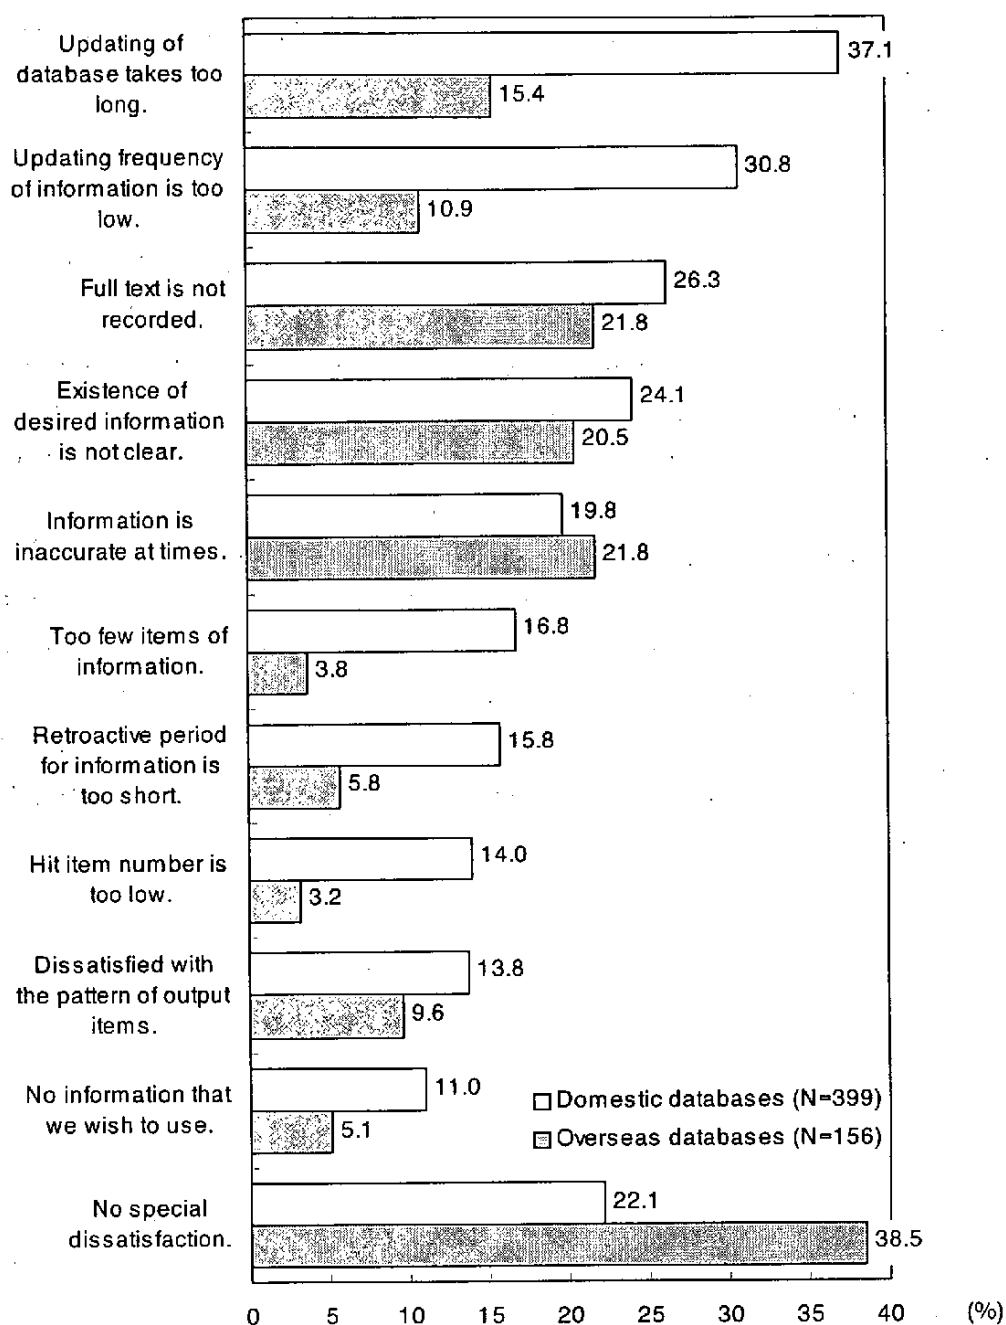 Updating of
database takes too
long.
37.1
15.4
Updating frequency
of information is too
low.
30.8
10.9
Full text is not
recorded.
26.3
21.8
Existence of
desired information
is not clear.
24.1
20.5
Information is
inaccurate at times.
19.8
21.8
Too few items of
information.
16.8
3.8
Retroactive period
for information is
too short.
15.8
5.8
Hit item number is
too low.
14.0
3.2
Dissatisfied with
the pattern of output
items.
13.8
9.6
No information that
we wish to use.
11.0
5.1
Domestic databases (N=399)
Overseas databases (N=156)
No special
dissatisfaction.
22.1
38.5
0 5 10 15 20 25 30 35 40 (%)